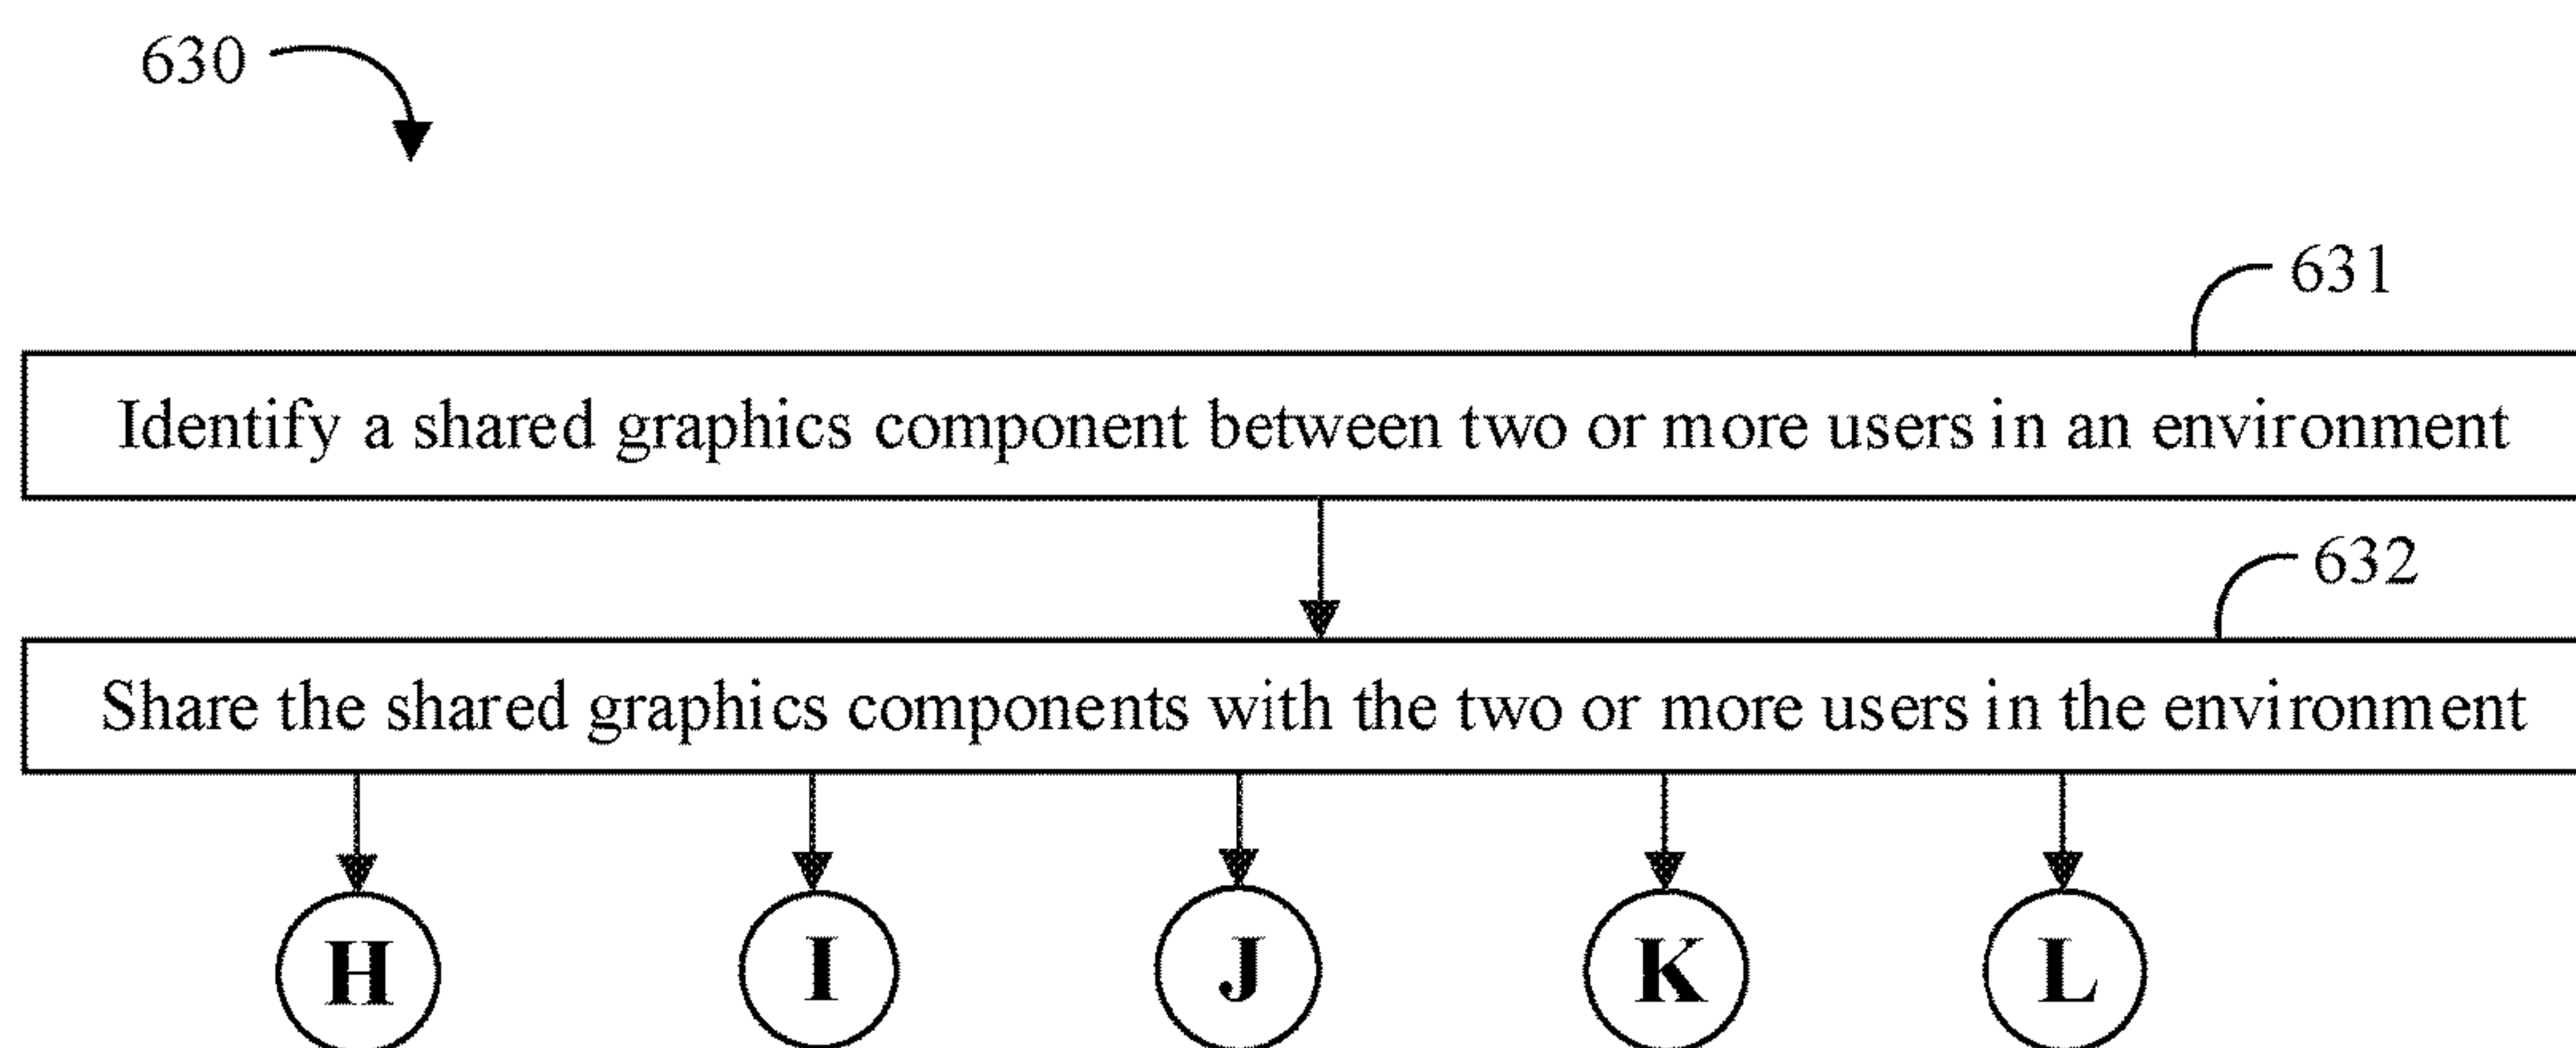 630
631
Identify a shared graphics component between two or more users in an environment
632
Share the shared graphics components with the two or more users in the environment
H I J K L